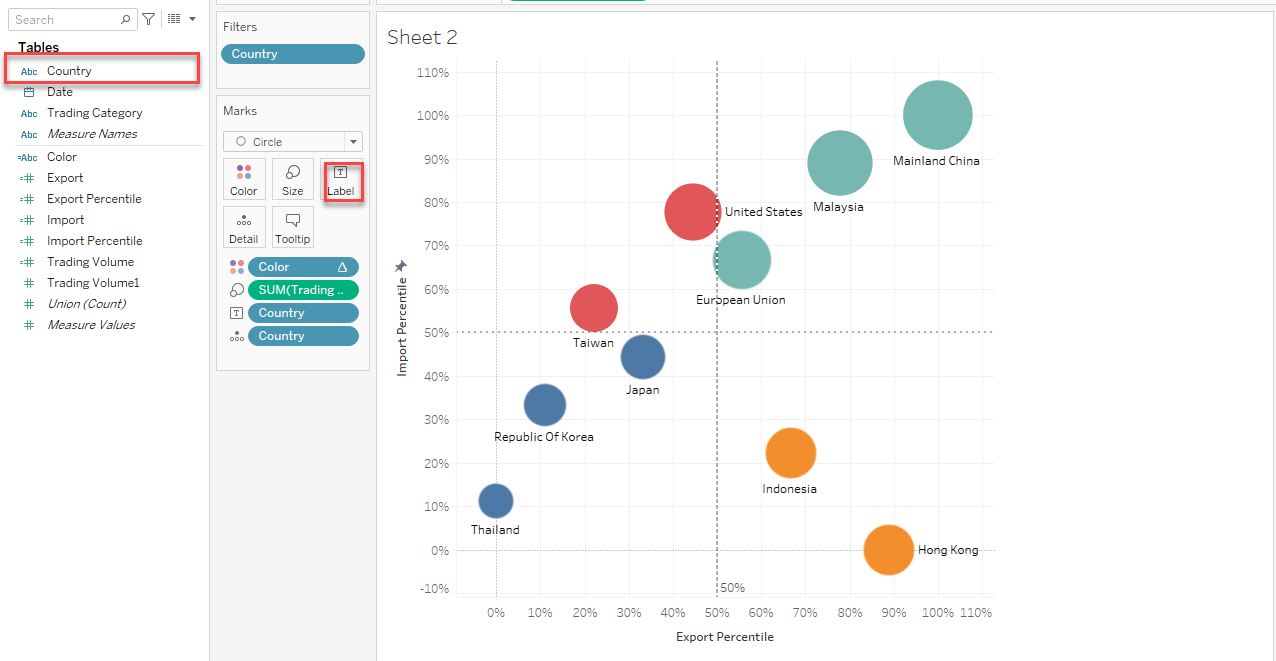 Search
Tables
Abc Country
Date
Abc Trading Category
Abc Measure Names
=Abc Color
Export
Export Percentile
Import
Import Percentile
Trading Volume
Trading Volume1
Union (Count)
Measure Values
Filters
Country
Marks
Circle
Color Size Label
Detail Tooltip
Color
SUM(Trading ..
Country
Country
Sheet 2
110%
100%
90%
80%
70%
60%
50%
40%
30%
20%
10%
0%
-10%
Import Percentile
Mainland China
Malaysia
United States
European Union
Taiwan
Japan
Republic Of Korea
Indonesia
Thailand
Hong Kong
50%
0% 10% 20% 30% 40% 50% 60% 70% 80% 90% 100% 110%
Export Percentile